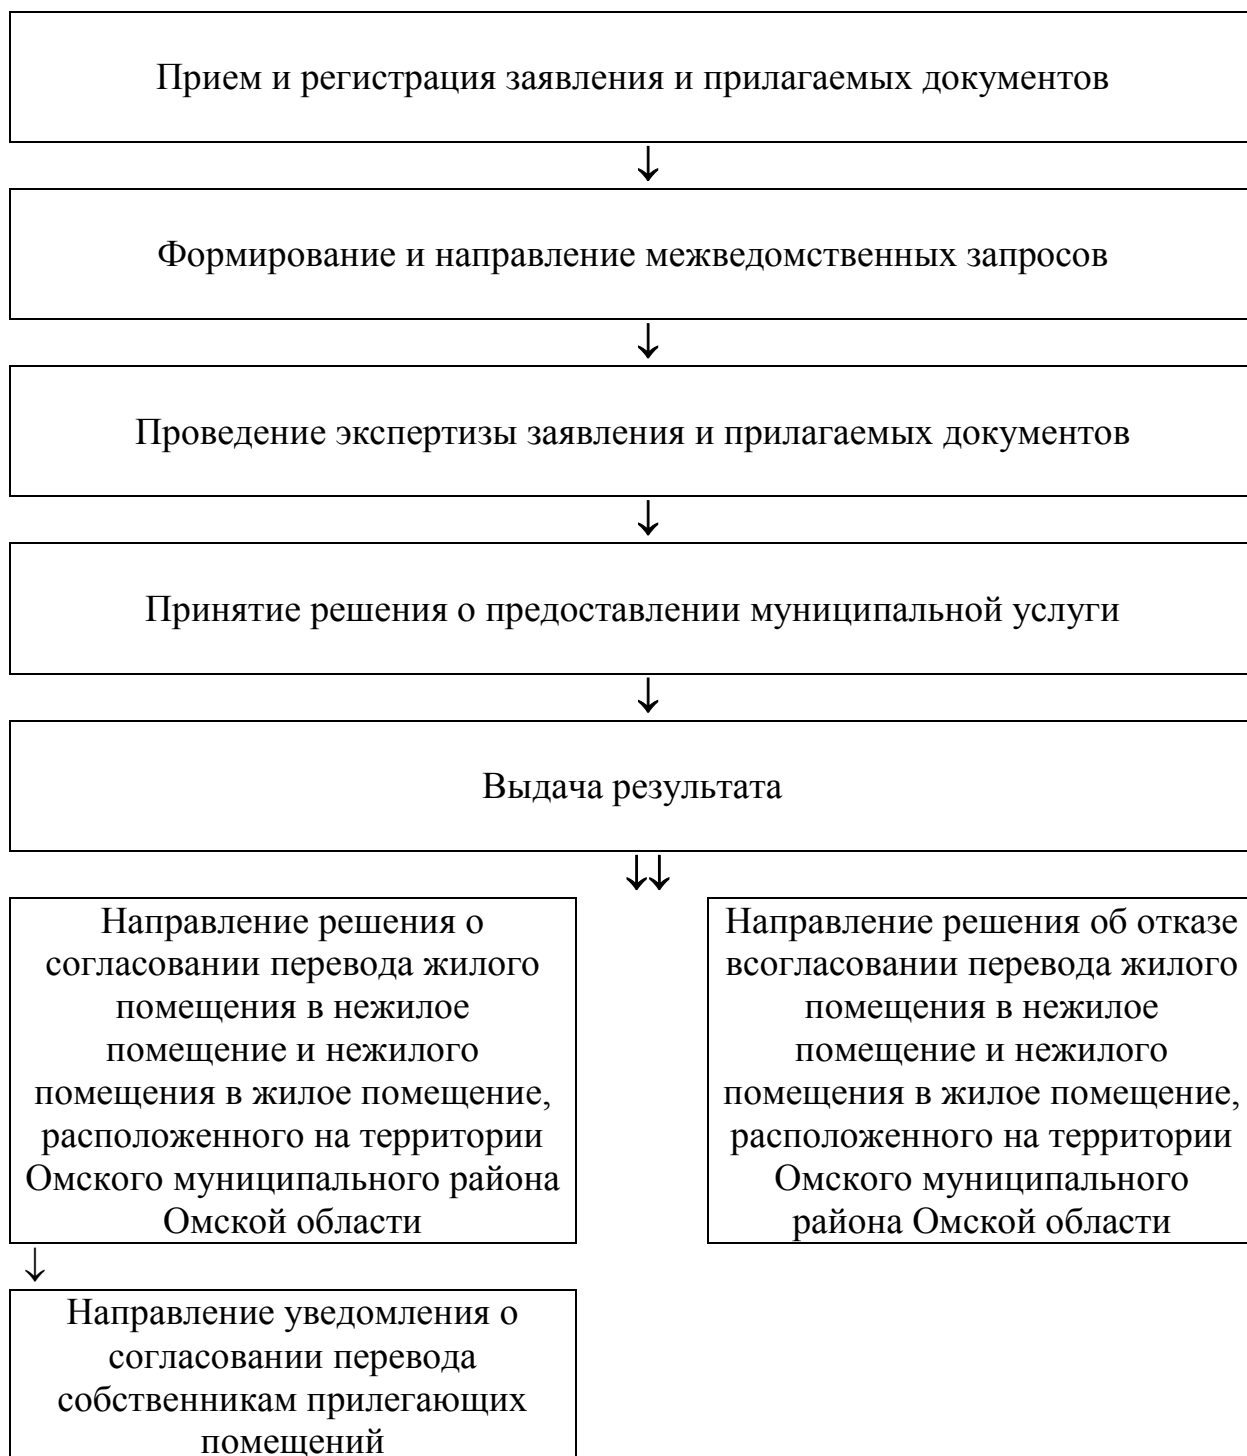 Прием и регистрация заявления и прилагаемых документов
↓
Формирование и направление межведомственных запросов
↓
Проведение экспертизы заявления и прилагаемых документов
↓
Принятие решения о предоставлении муниципальной услуги
↓
Выдача результата
↓↓
Направление решения о
согласовании перевода жилого
помещения в нежилое
помещение и нежилого
помещения в жилое помещение,
расположенного на территории
Омского муниципального района
Омской области
Направление решения об отказе
всогласовании перевода жилого
помещения в нежилое
помещение и нежилого
помещения в жилое помещение,
расположенного на территории
Омского муниципального
района Омской области
↓
Направление уведомления о
согласовании перевода
собственникам прилегающих
помещений